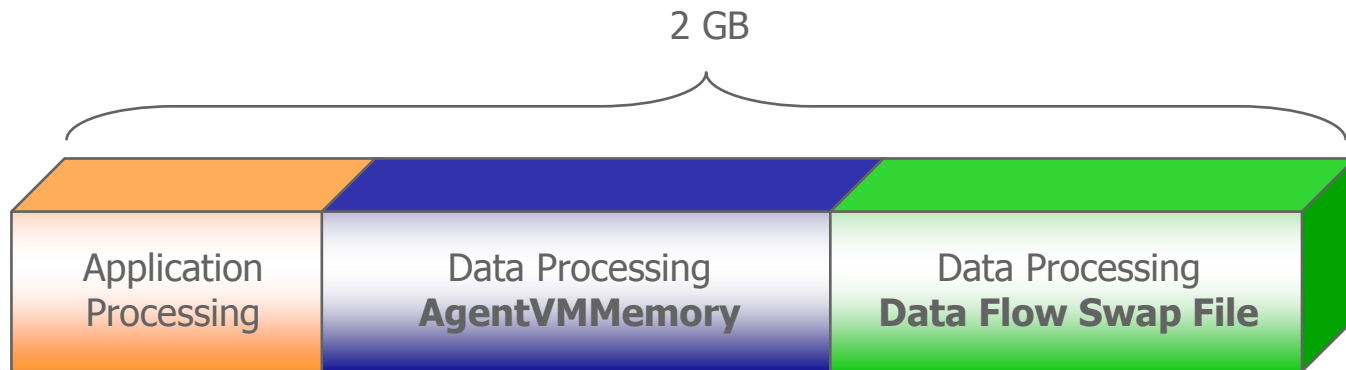 2 GB
Application
Processing
Data Processing
AgentVMMemory
Data Processing
Data Flow Swap File